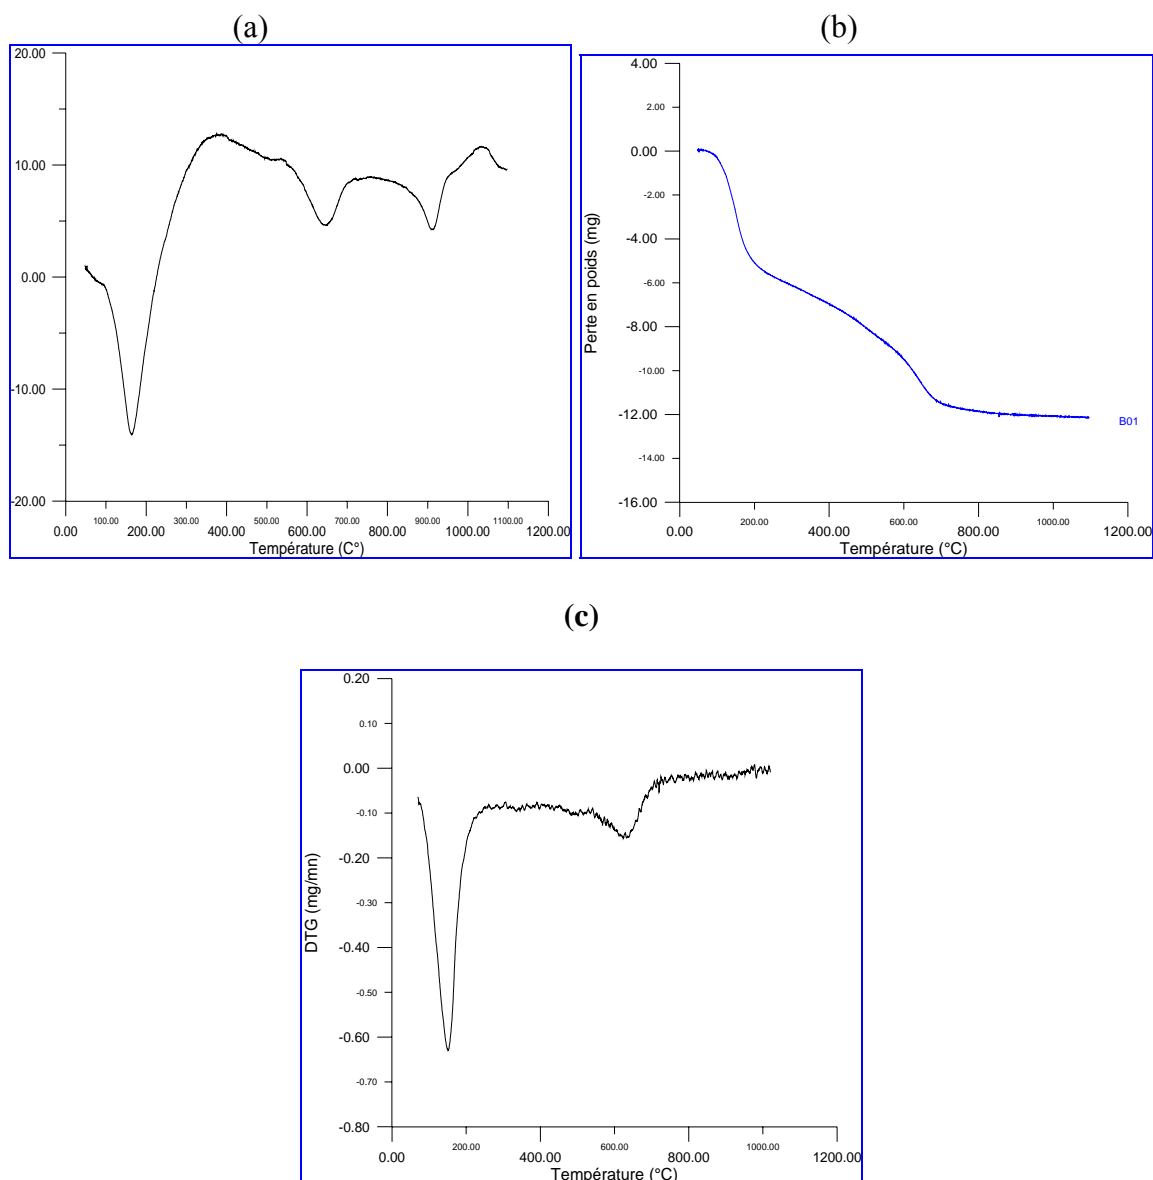 (a)
(b)
20.00
10.00
0.00
-10.00
-20.00
100.00 300.00 500.00 700.00 900.00 1100.00
0.00 200.00 400.00 600.00 800.00 1000.00 1200.00
Température (C°)
4.00
2.00
0.00
-2.00
-4.00
-6.00
-8.00
-10.00
-12.00
-14.00
-16.00
Perte en poids (mg)
B01
200.00 600.00 1000.00
0.00 400.00 800.00 1200.00
Température (°C)
(c)
0.20
0.10
0.00
-0.10
-0.20
-0.30
-0.40
-0.50
-0.60
-0.70
-0.80
DTG (mg/mn)
200.00 600.00 1000.00
0.00 400.00 800.00 1200.00
Température (°C)